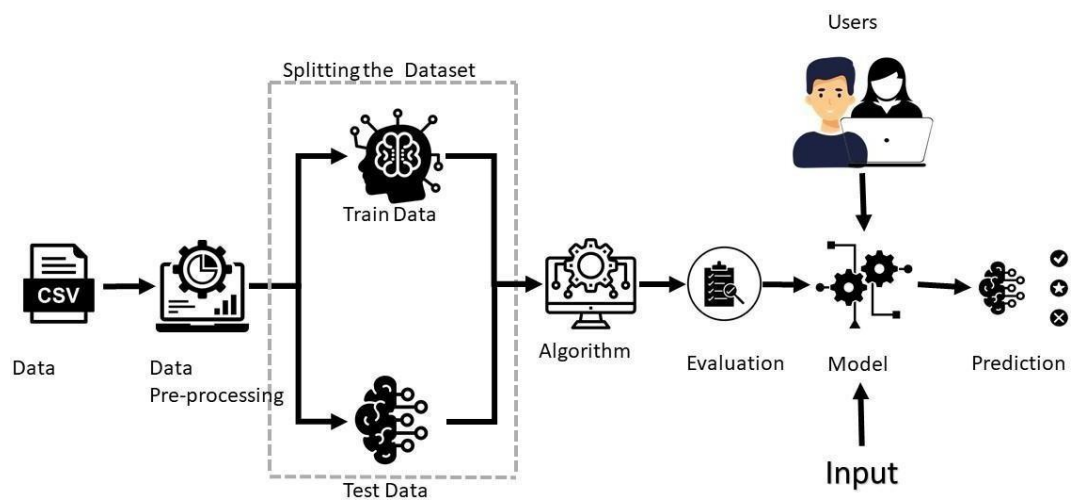 Users
Splitting the Dataset
Train Data
CSV
Data
Data
Pre-processing
Algorithm
Evaluation
Model
Prediction
Input
Test Data